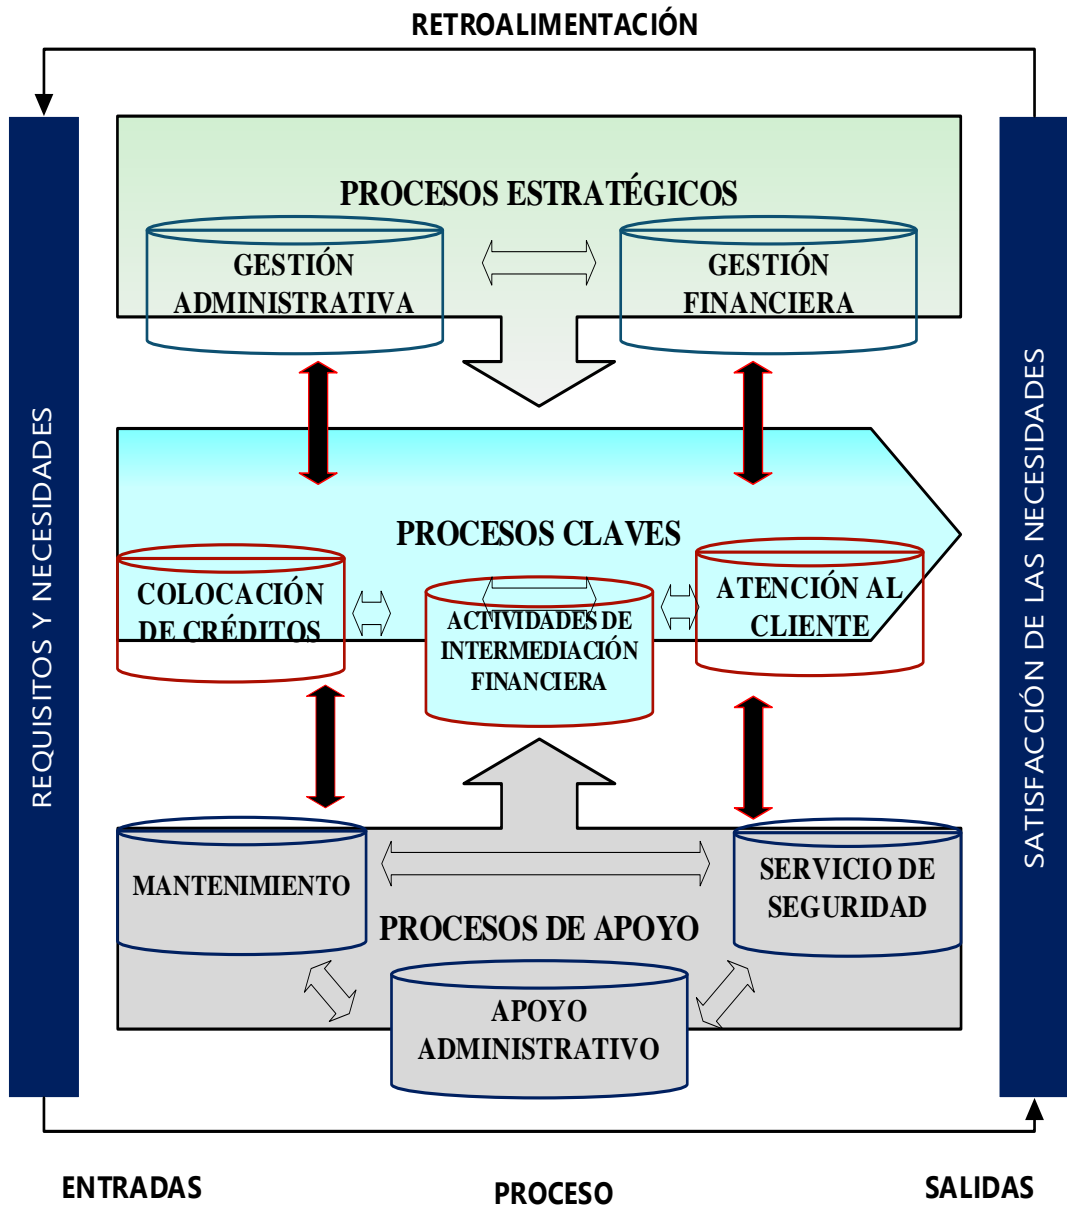 RETROALIMENTACIÓN
REQUISITOS Y NECESIDADES
PROCESOS ESTRATÉGICOS
GESTIÓN
ADMINISTRATIVA
GESTIÓN
FINANCIERA
PROCESOS CLAVES
COLOCACIÓN
DE CRÉDITOS
ACTIVIDADES DE
INTERMEDIACIÓN
FINANCIERA
ATENCIÓN AL
CLIENTE
MANTENIMIENTO
SERVICIO DE
SEGURIDAD
PROCESOS DE APOYO
APOYO
ADMINISTRATIVO
SATISFACCIÓN DE LAS NECESIDADES
ENTRADAS
PROCESO
SALIDAS